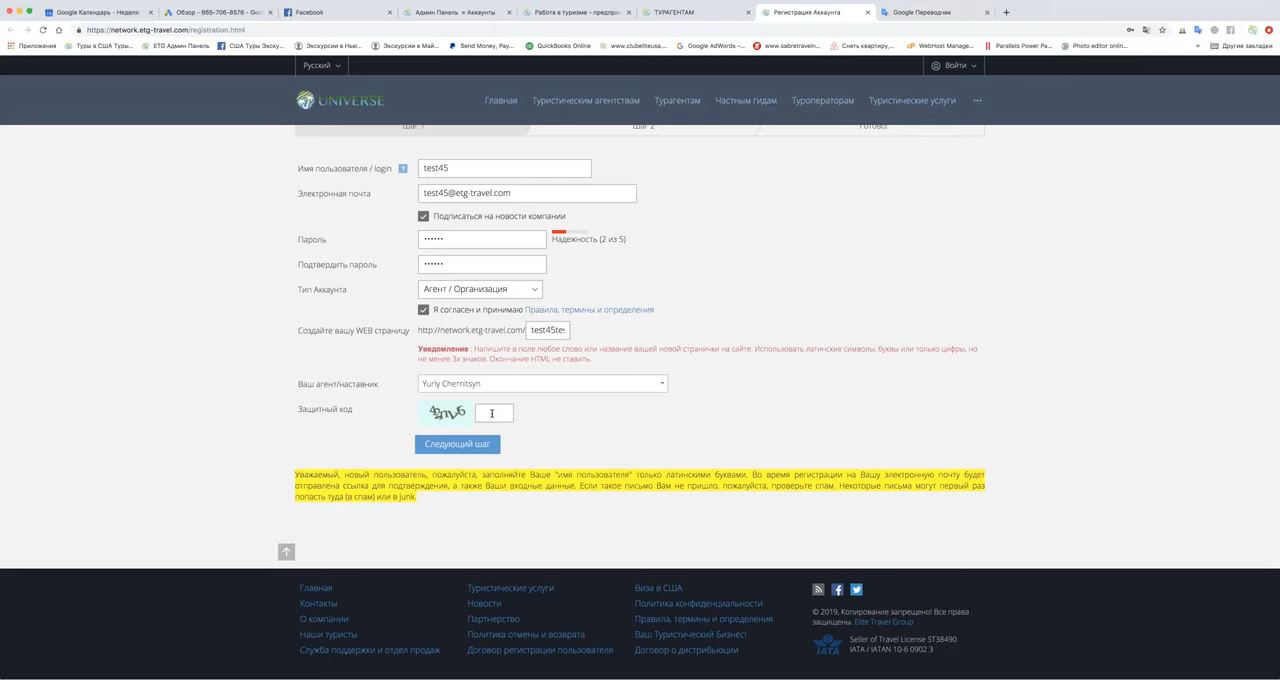 Google Календарь - Неделя
Обзор - 665-706-8576 - Goo
Facebook
Админ Панель » Аккаунты
Работа в туризме - предпри
ТУРАГЕНТАМ
Регистрация Аккаунта
Google Переводчик
https://network.etg-travel.com/registration.html
Приложения
Туры в США Туры...
ETG Админ Панель
США Туры Экску...
Экскурсии в Нью...
Экскурсии в Май...
Send Money, Pay...
QuickBooks Online
www.clubeliteusa...
Google AdWords –...
www.sabretraveln...
Снять квартиру,...
WebHost Manage...
Parallels Power Pa...
Photo editor onlin...
»
Другие закладки
Русский
Войти
UNIVERSE
Главная
Туристическим агентствам
Турагентам
Частным гидам
Туроператорам
Туристические услуги
Шаг 1
Шаг 2
Готово!
Имя пользователя / login
?
test45
Электронная почта
test45@etg-travel.com
Подписаться на новости компании
Пароль
••••••
Надежность (2 из 5)
Подтвердить пароль
••••••
Тип Аккаунта
Агент / Организация
Я согласен и принимаю Правила, термины и определения
Создайте вашу WEB страницу
http://network.etg-travel.com/
test45tes
Уведомление : Напишите в поле любое слово или название вашей новой странички на сайте. Использовать латинские символы, буквы или только цифры, но
не менее 3х знаков. Окончание HTML не ставить.
Ваш агент/наставник
Yuriy Chernitsyn
Защитный код
Следующий шаг
Уважаемый, новый пользователь, пожалуйста, заполняйте Ваше "имя пользователя" только латинскими буквами. Во время регистрации на Вашу электронную почту будет
отправлена ссылка для подтверждения, а также Ваши входные данные. Если такое письмо Вам не пришло, пожалуйста, проверьте спам. Некоторые письма могут первый раз
попасть туда (в спам) или в junk.
Главная
Контакты
О компании
Наши туристы
Служба поддержки и отдел продаж
Туристические услуги
Новости
Партнерство
Политика отмены и возврата
Договор регистрации пользователя
Виза в США
Политика конфиденциальности
Правила, термины и определения
Ваш Туристический Бизнес!
Договор о дистрибьюции
© 2019, Копирование запрещено! Все права
защищены. Elite Travel Group
IATA
Seller of Travel License ST38490
IATA / IATAN 10-6 0902 3